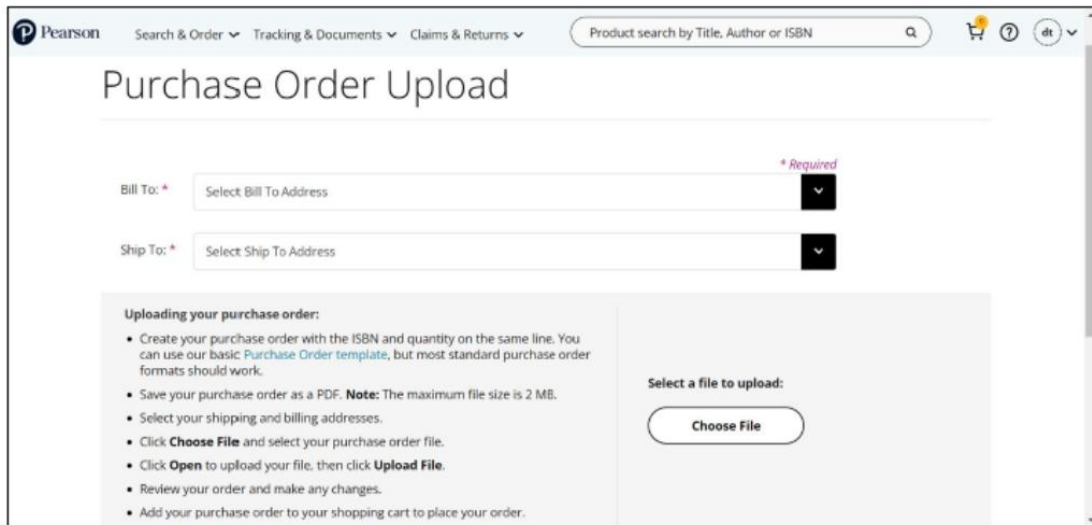 Pearson
Search & Order
Tracking & Documents
Claims & Returns
Product search by Title, Author or ISBN
dt
Purchase Order Upload
* Required
Bill To: *
Select Bill To Address
Ship To: *
Select Ship To Address
Uploading your purchase order:
• Create your purchase order with the ISBN and quantity on the same line. You
can use our basic Purchase Order template, but most standard purchase order
formats should work.
• Save your purchase order as a PDF. Note: The maximum file size is 2 MB.
• Select your shipping and billing addresses.
• Click Choose File and select your purchase order file.
• Click Open to upload your file, then click Upload File.
• Review your order and make any changes.
• Add your purchase order to your shopping cart to place your order.
Select a file to upload:
Choose File